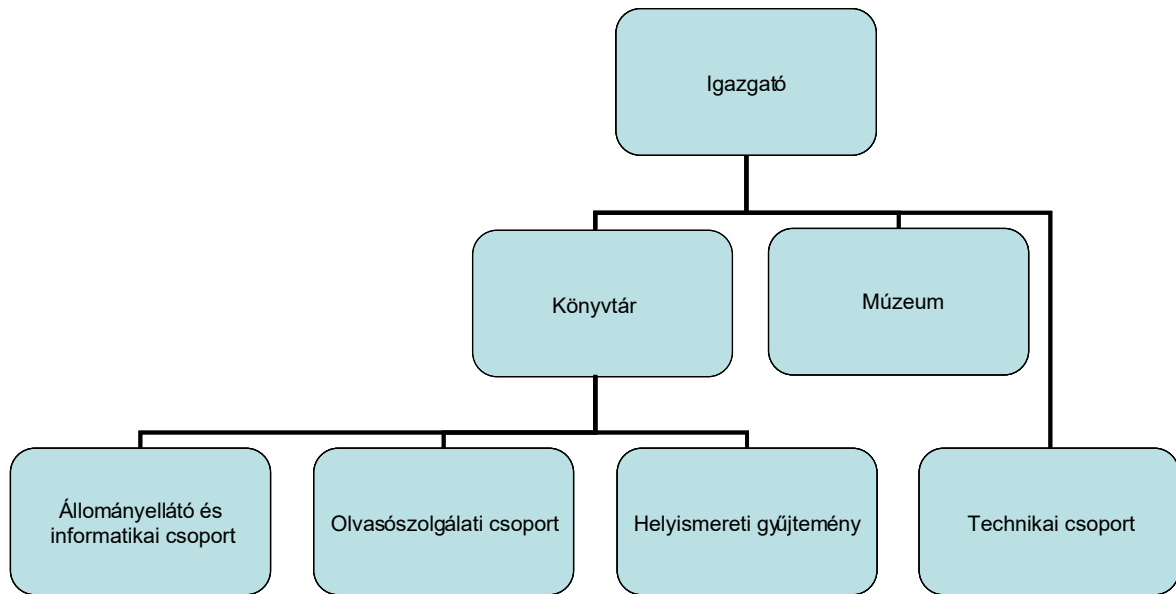 Igazgató
Könyvtár
Múzeum
Állományellátó és
informatikai csoport
Olvasószolgálati csoport
Helyismereti gyűjtemény
Technikai csoport